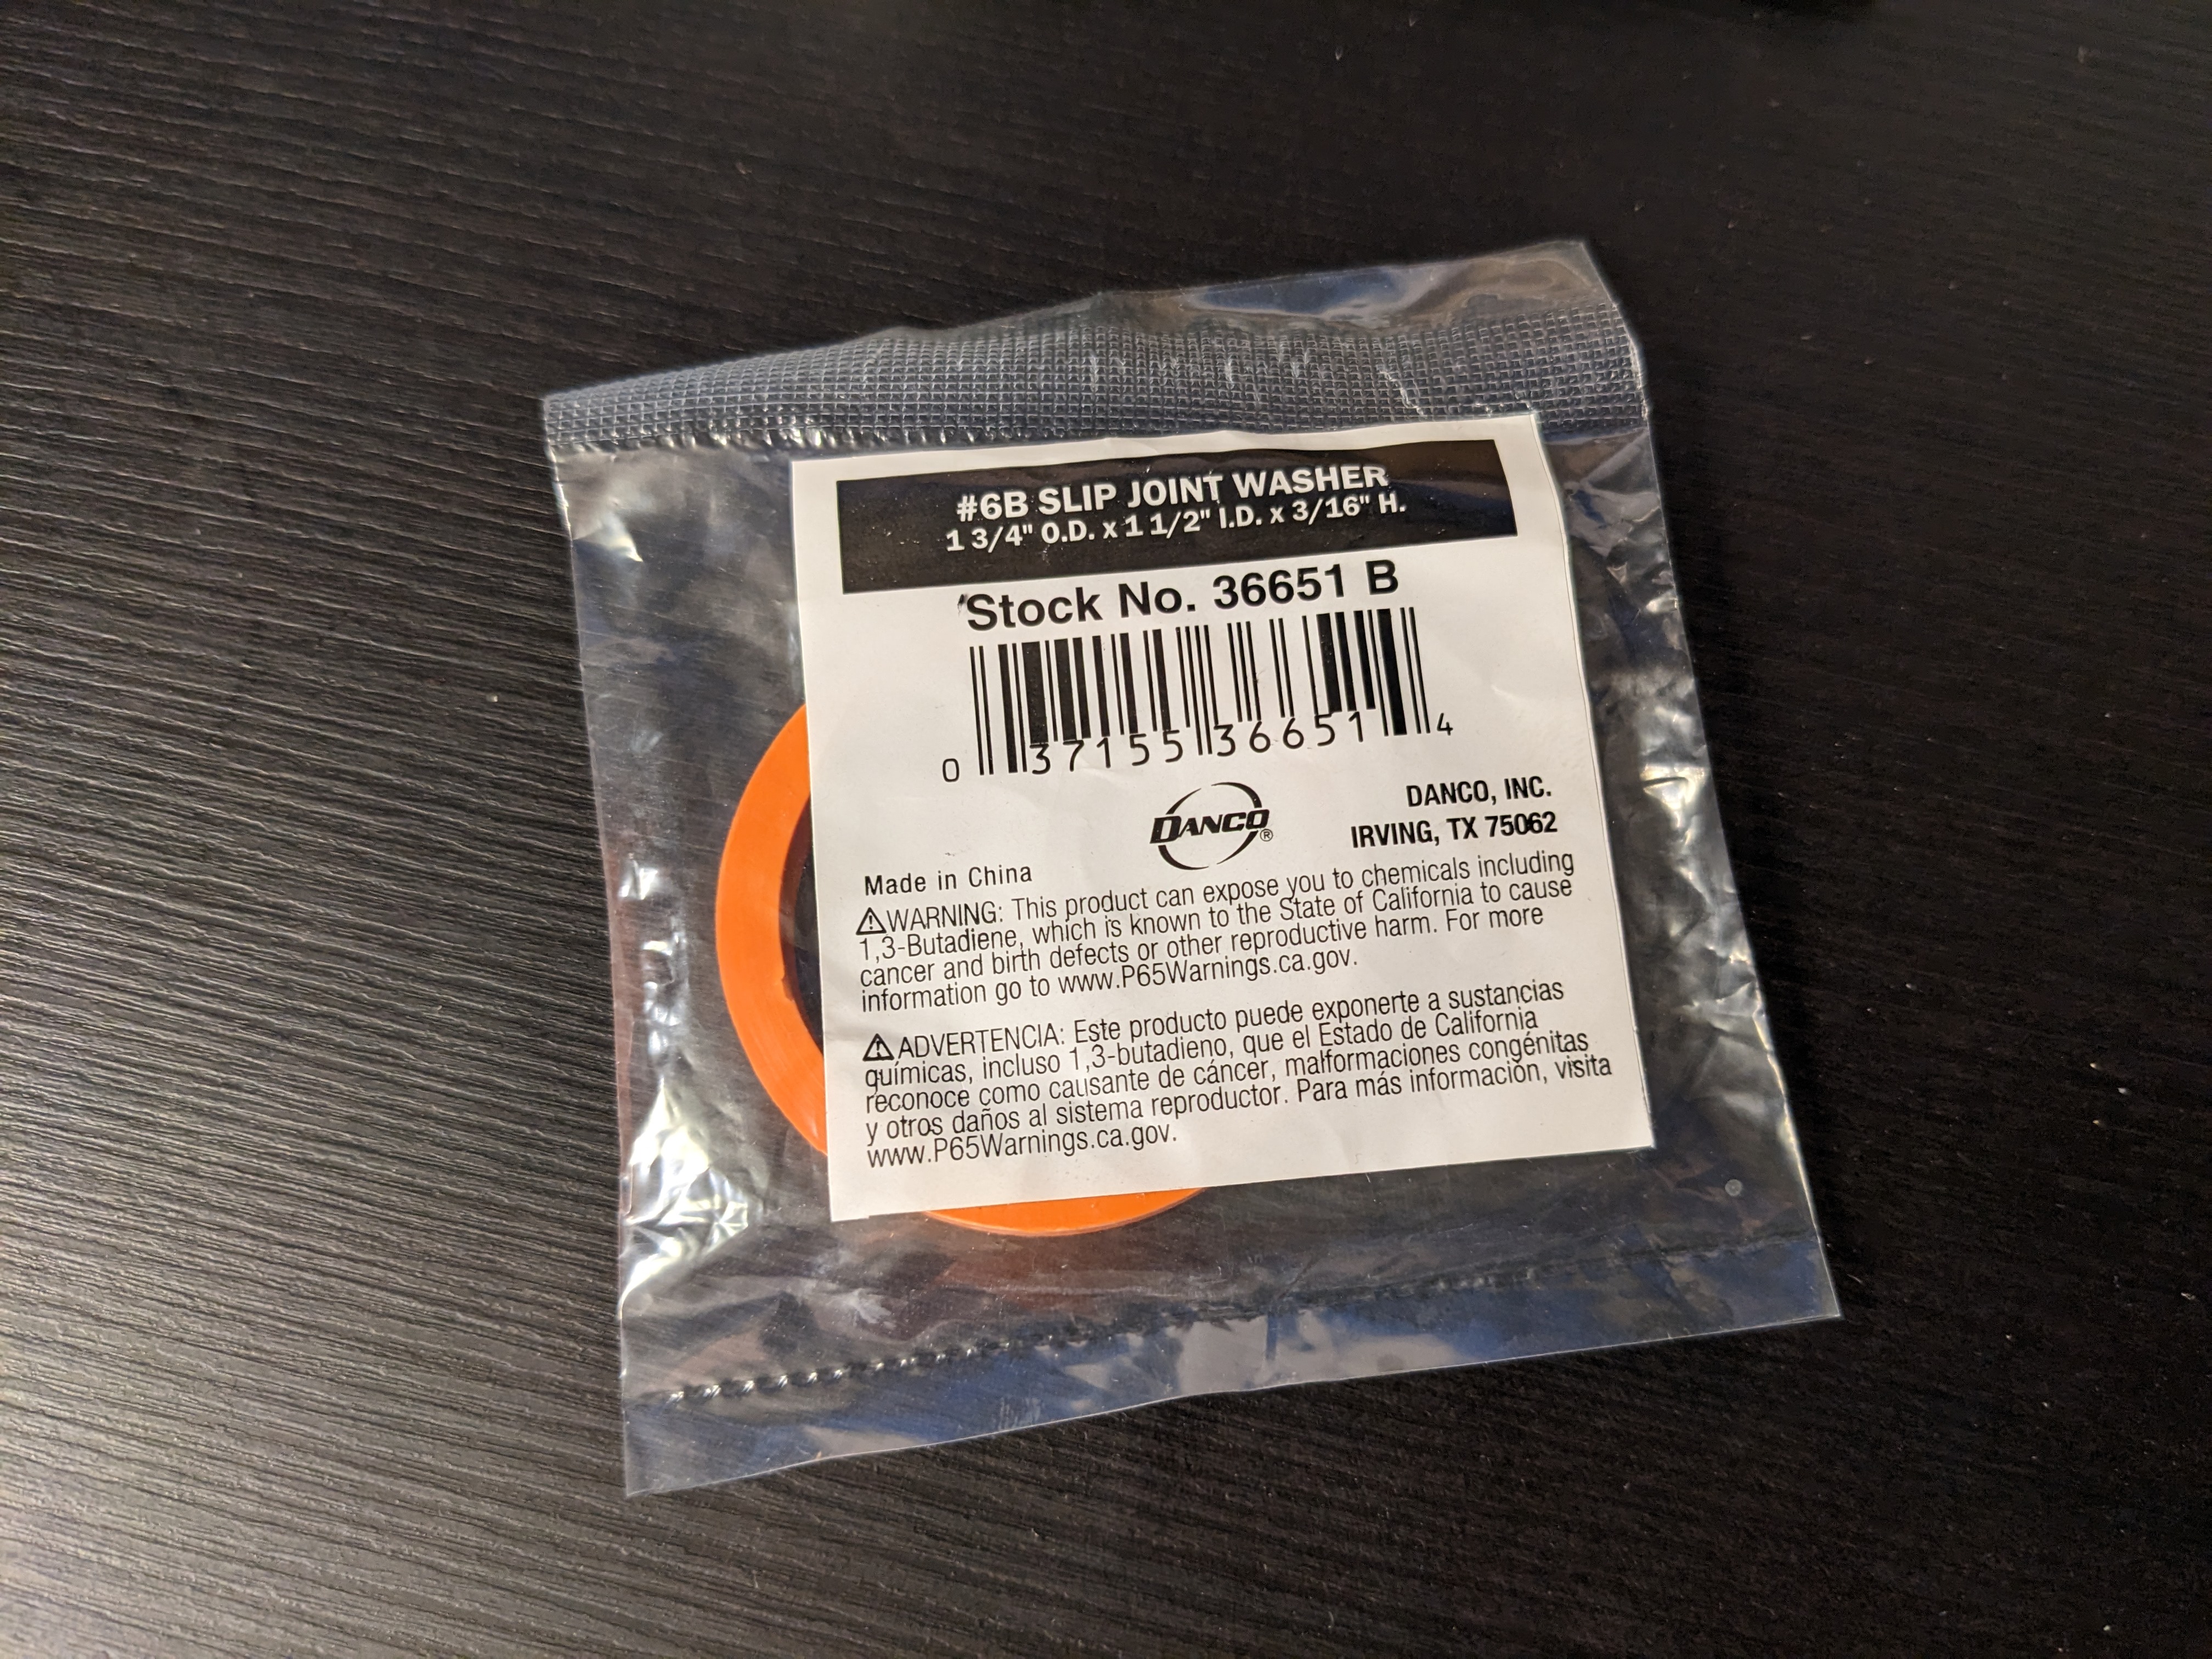 #6B SLIP JOINT WASHER
1 3/4" O.D. x 1 1/2" I.D. x 3/16" H.
Stock No. 36651 B
0 37155 36651 4
DANCO®
DANCO, INC.
IRVING, TX 75062
Made in China
⚠WARNING: This product can expose you to chemicals including
1,3-Butadiene, which is known to the State of California to cause
cancer and birth defects or other reproductive harm. For more
information go to www.P65Warnings.ca.gov.
⚠ADVERTENCIA: Este producto puede exponerte a sustancias
químicas, incluso 1,3-butadieno, que el Estado de California
reconoce como causante de cáncer, malformaciones congénitas
y otros daños al sistema reproductor. Para más información, visita
www.P65Warnings.ca.gov.